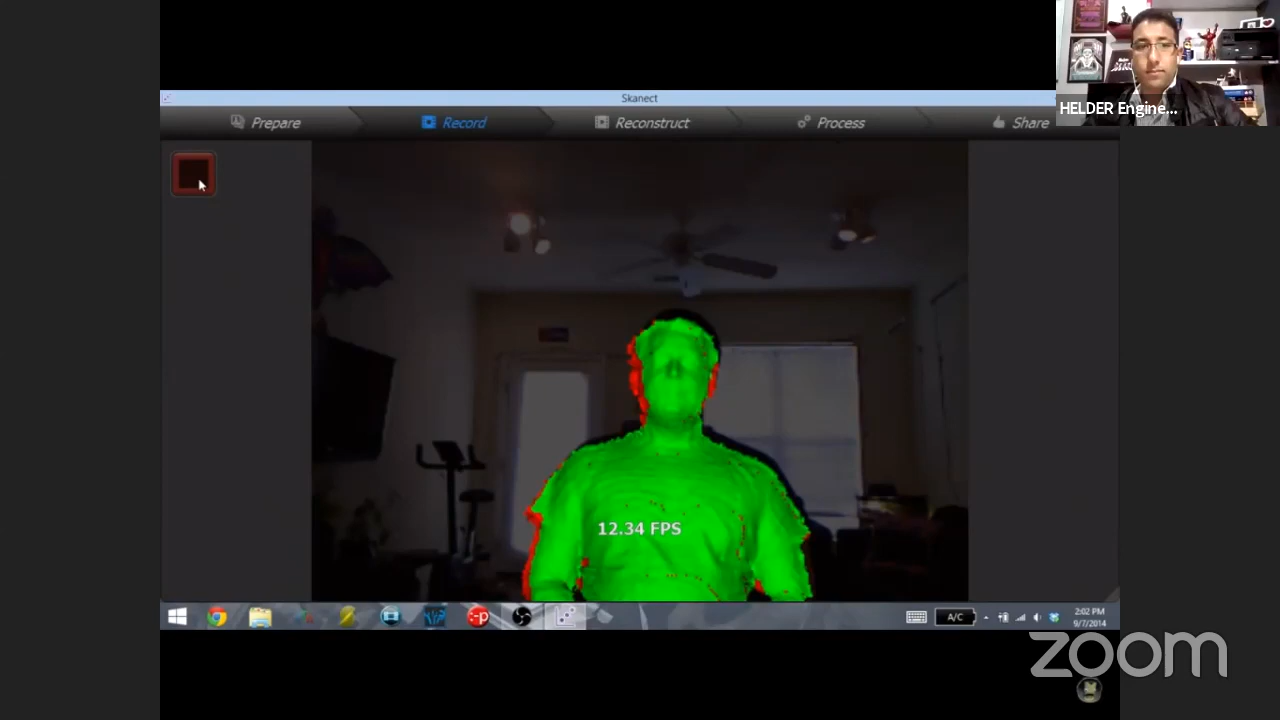 Skanect
HELDER Engine...
Prepare
Record
Reconstruct
Process
Share
12.34 FPS
A/C
2:02 PM
9/7/2014
zoom